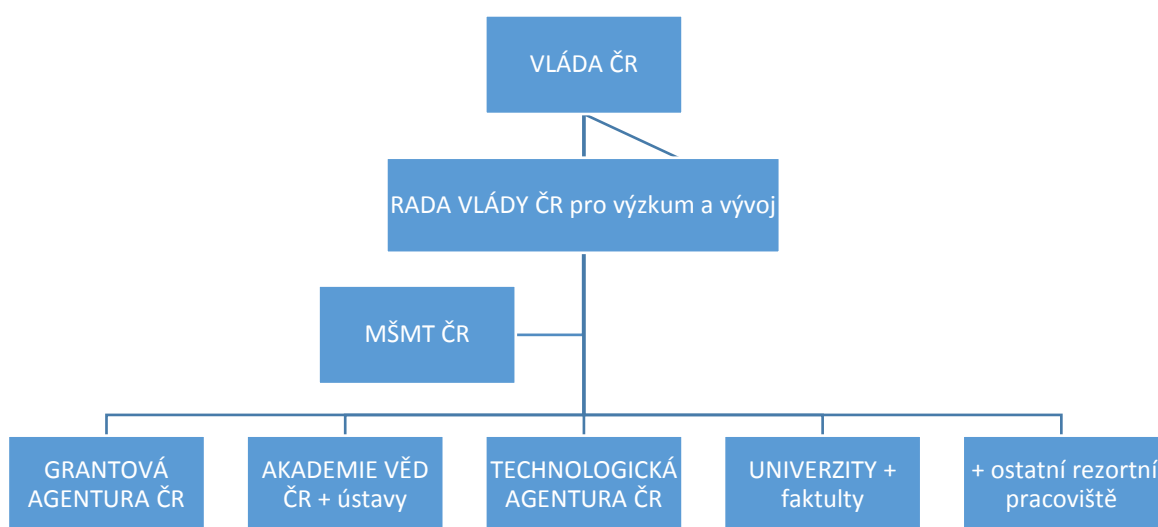 VLÁDA ČR
RADA VLÁDY ČR pro výzkum a vývoj
MŠMT ČR
GRANTOVÁ
AGENTURA ČR
AKADEMIE VĚD
ČR + ústavy
TECHNOLOGICKÁ
AGENTURA ČR
UNIVERZITY +
faktulty
+ ostatní rezortní
pracoviště